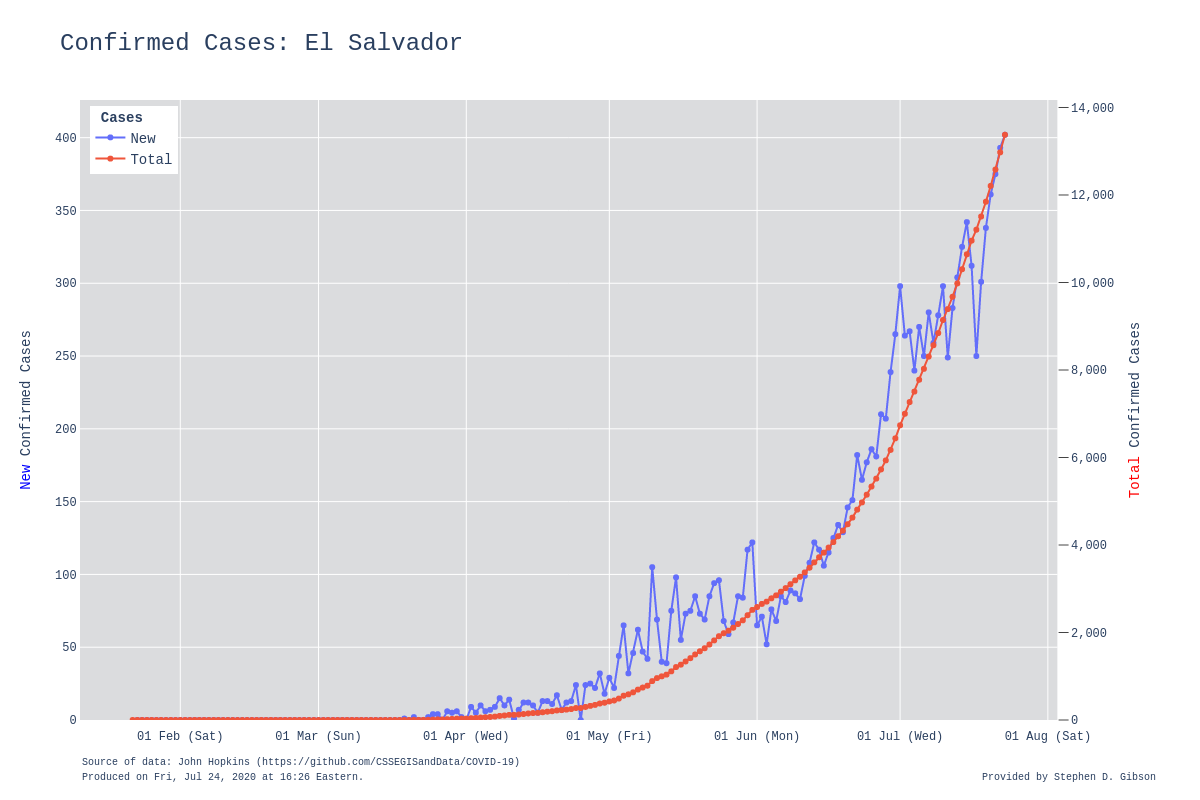 Confirmed Cases: El Salvador
Cases
New
Total
400
350
300
250
200
150
100
50
0
New Confirmed Cases
14,000
12,000
10,000
8,000
6,000
4,000
2,000
0
Total Confirmed Cases
01 Feb (Sat)
01 Mar (Sun)
01 Apr (Wed)
01 May (Fri)
01 Jun (Mon)
01 Jul (Wed)
01 Aug (Sat)
Source of data: John Hopkins (https://github.com/CSSEGISandData/COVID-19)
Produced on Fri, Jul 24, 2020 at 16:26 Eastern.
Provided by Stephen D. Gibson